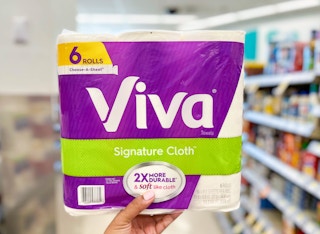 6 ROLLS
Choose-A-Sheet*
Viva
Towels
Signature Cloth*
2X MORE
DURABLE*
& soft like cloth